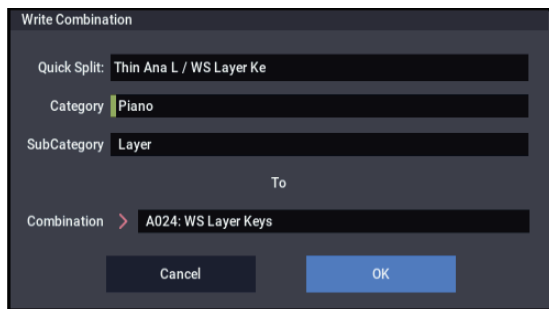 Write Combination
Quick Split: Thin Ana L / WS Layer Ke
Category Piano
SubCategory Layer
To
Combination > A024: WS Layer Keys
Cancel OK